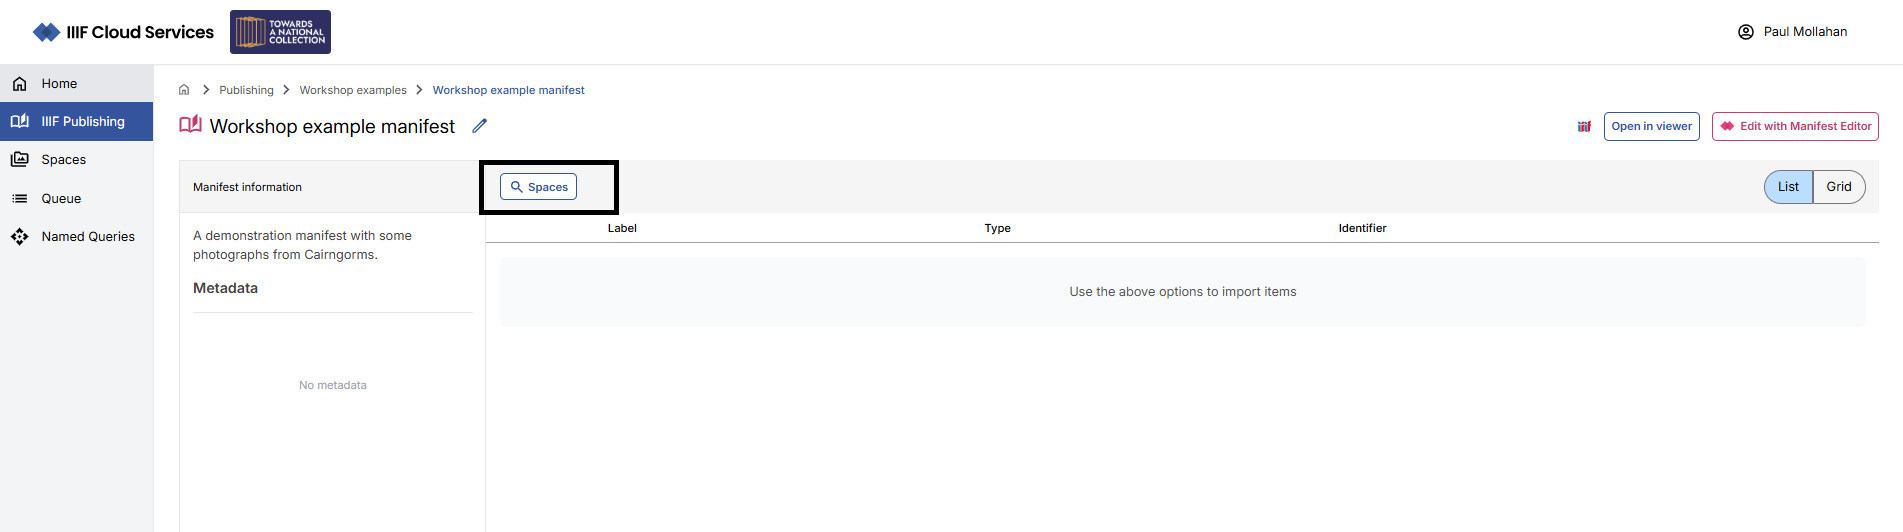 IIIF Cloud Services
TOWARDS
A NATIONAL
COLLECTION
Paul Mollahan
Home
IIIF Publishing
Spaces
Queue
Named Queries
Publishing
Workshop examples
Workshop example manifest
Workshop example manifest
iiif
Open in viewer
Edit with Manifest Editor
Manifest information
Spaces
List
Grid
A demonstration manifest with some
photographs from Cairngorms.
Metadata
No metadata
Label
Type
Identifier
Use the above options to import items